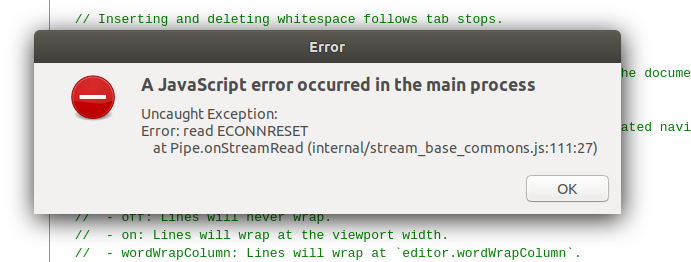 // Inserting and deleting whitespace follows tab stops.
Error
he docume
A JavaScript error occurred in the main process
Uncaught Exception:
Error: read ECONNRESET
at Pipe.onStreamRead (internal/stream_base_commons.js:111:27)
ated navi
OK
// - off: Lines will never wrap.
// - on: Lines will wrap at the viewport width.
// - wordWrapColumn: Lines will wrap at `editor.wordWrapColumn`.